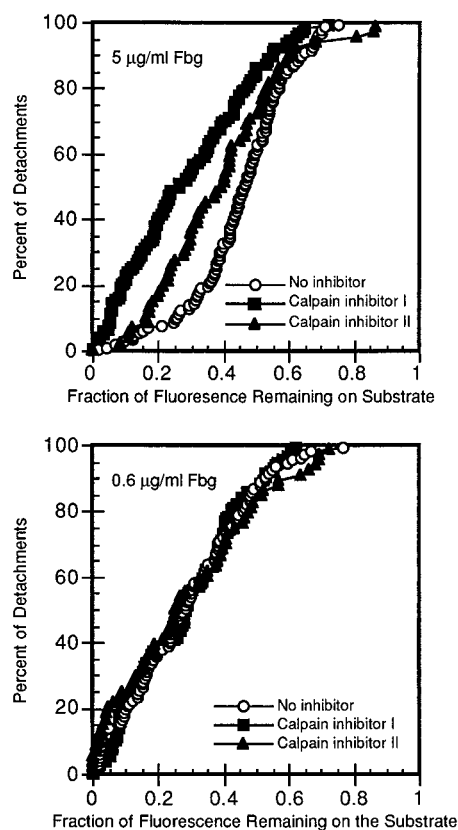 100
80
60
40
20
0
Percent of Detachments
5 µg/ml Fbg
No inhibitor
Calpain inhibitor I
Calpain inhibitor II
0 0.2 0.4 0.6 0.8 1
Fraction of Fluoresence Remaining on Substrate
100
80
60
40
20
0
Percent of Detachments
0.6 µg/ml Fbg
No inhibitor
Calpain inhibitor I
Calpain inhibitor II
0 0.2 0.4 0.6 0.8 1
Fraction of Fluorescence Remaining on the Substrate